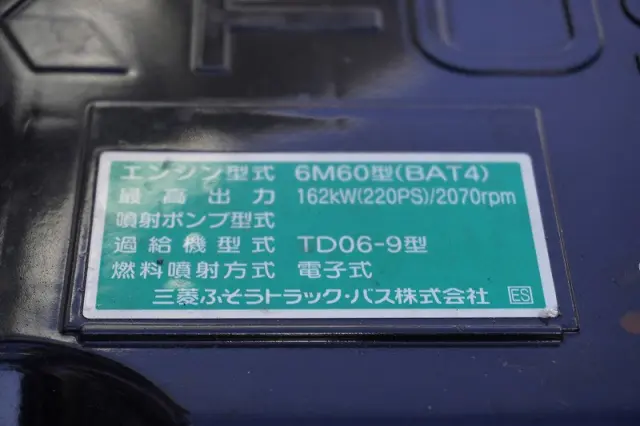 エンジン型式 6M60型(BAT4)
最高出力 162kW(220PS)/2070rpm
噴射ポンプ型式
過給機型式 TD06-9型
燃料噴射方式 電子式
三菱ふそうトラック・バス株式会社 ES